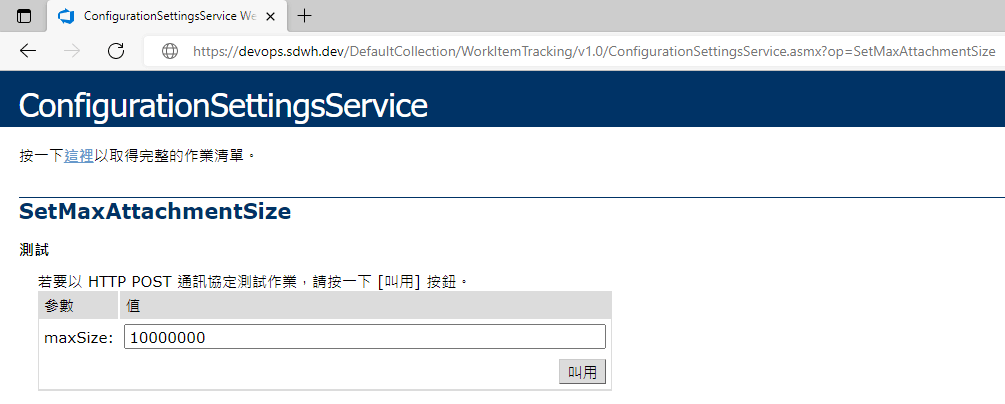 ConfigurationSettingsService We
https://devops.sdwh.dev/DefaultCollection/WorkItemTracking/v1.0/ConfigurationSettingsService.asmx?op=SetMaxAttachmentSize
ConfigurationSettingsService
按一下這裡以取得完整的作業清單。
SetMaxAttachmentSize
測試
若要以 HTTP POST 通訊協定測試作業，請按一下 [叫用] 按鈕。
參數 值
maxSize: 10000000
叫用